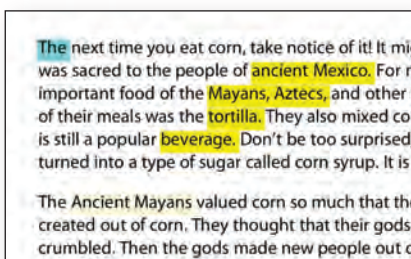 The next time you eat corn, take notice of it! It
was sacred to the people of ancient Mexico. For
important food of the Mayans, Aztecs, and other
of their meals was the tortilla. They also mixed
is still a popular beverage. Don't be too surprised
turned into a type of sugar called corn syrup. It is
The Ancient Mayans valued corn so much that
created out of corn. They thought that their gods
crumbled. Then the gods made new people out